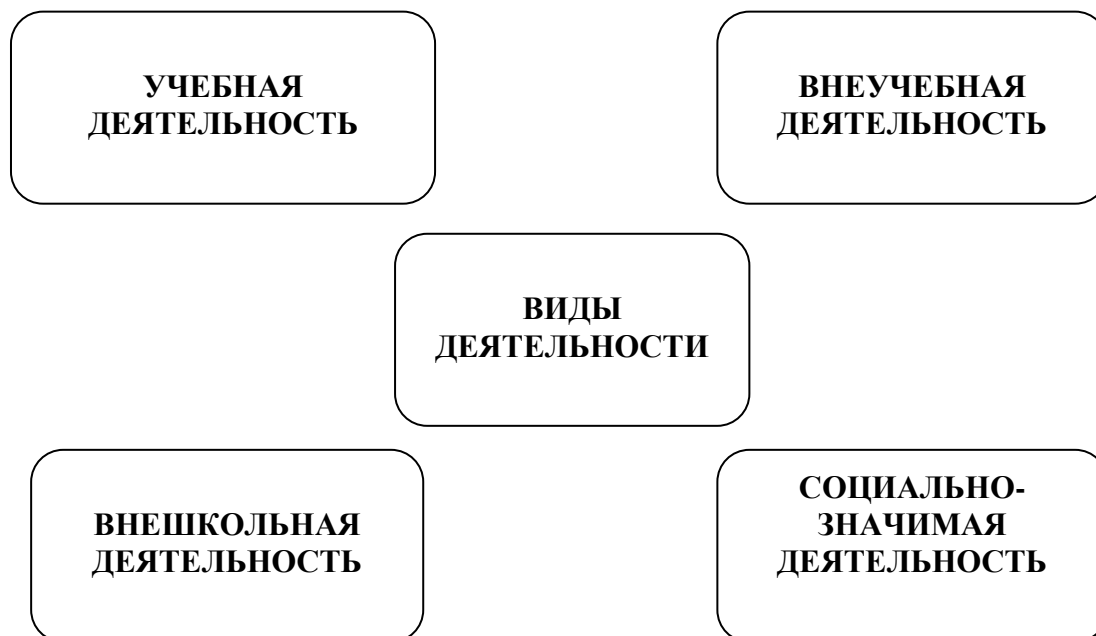 УЧЕБНАЯ
ДЕЯТЕЛЬНОСТЬ
ВНЕУЧЕБНАЯ
ДЕЯТЕЛЬНОСТЬ
ВИДЫ
ДЕЯТЕЛЬНОСТИ
ВНЕШКОЛЬНАЯ
ДЕЯТЕЛЬНОСТЬ
СОЦИАЛЬНО-
ЗНАЧИМАЯ
ДЕЯТЕЛЬНОСТЬ